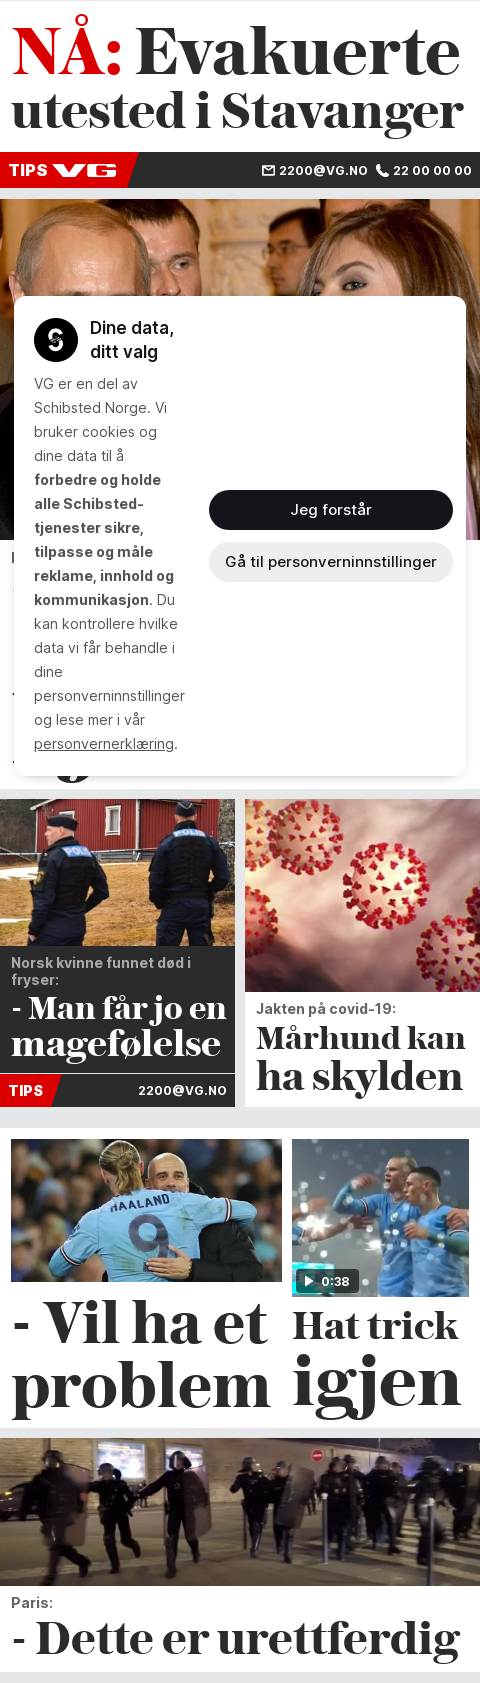 NÅ: Evakuerte
utested i Stavanger
TIPS VG
2200@VG.NO 22 00 00 00
Dine data,
ditt valg
VG er en del av
Schibsted Norge. Vi
bruker cookies og
dine data til å
forbedre og holde
alle Schibsted-
tjenester sikre,
tilpasse og måle
reklame, innhold og
kommunikasjon. Du
kan kontrollere hvilke
data vi får behandle i
dine
personverninnstillinger
og lese mer i vår
personvernerklæring.
Jeg forstår
Gå til personverninnstillinger
Norsk kvinne funnet død i
fryser:
- Man får jo en
magefølelse
TIPS
2200@VG.NO
Jakten på covid-19:
Mårhund kan
ha skylden
HAALAND
9
- Vil ha et
problem
0:38
Hat trick
igjen
Paris:
- Dette er urettferdig